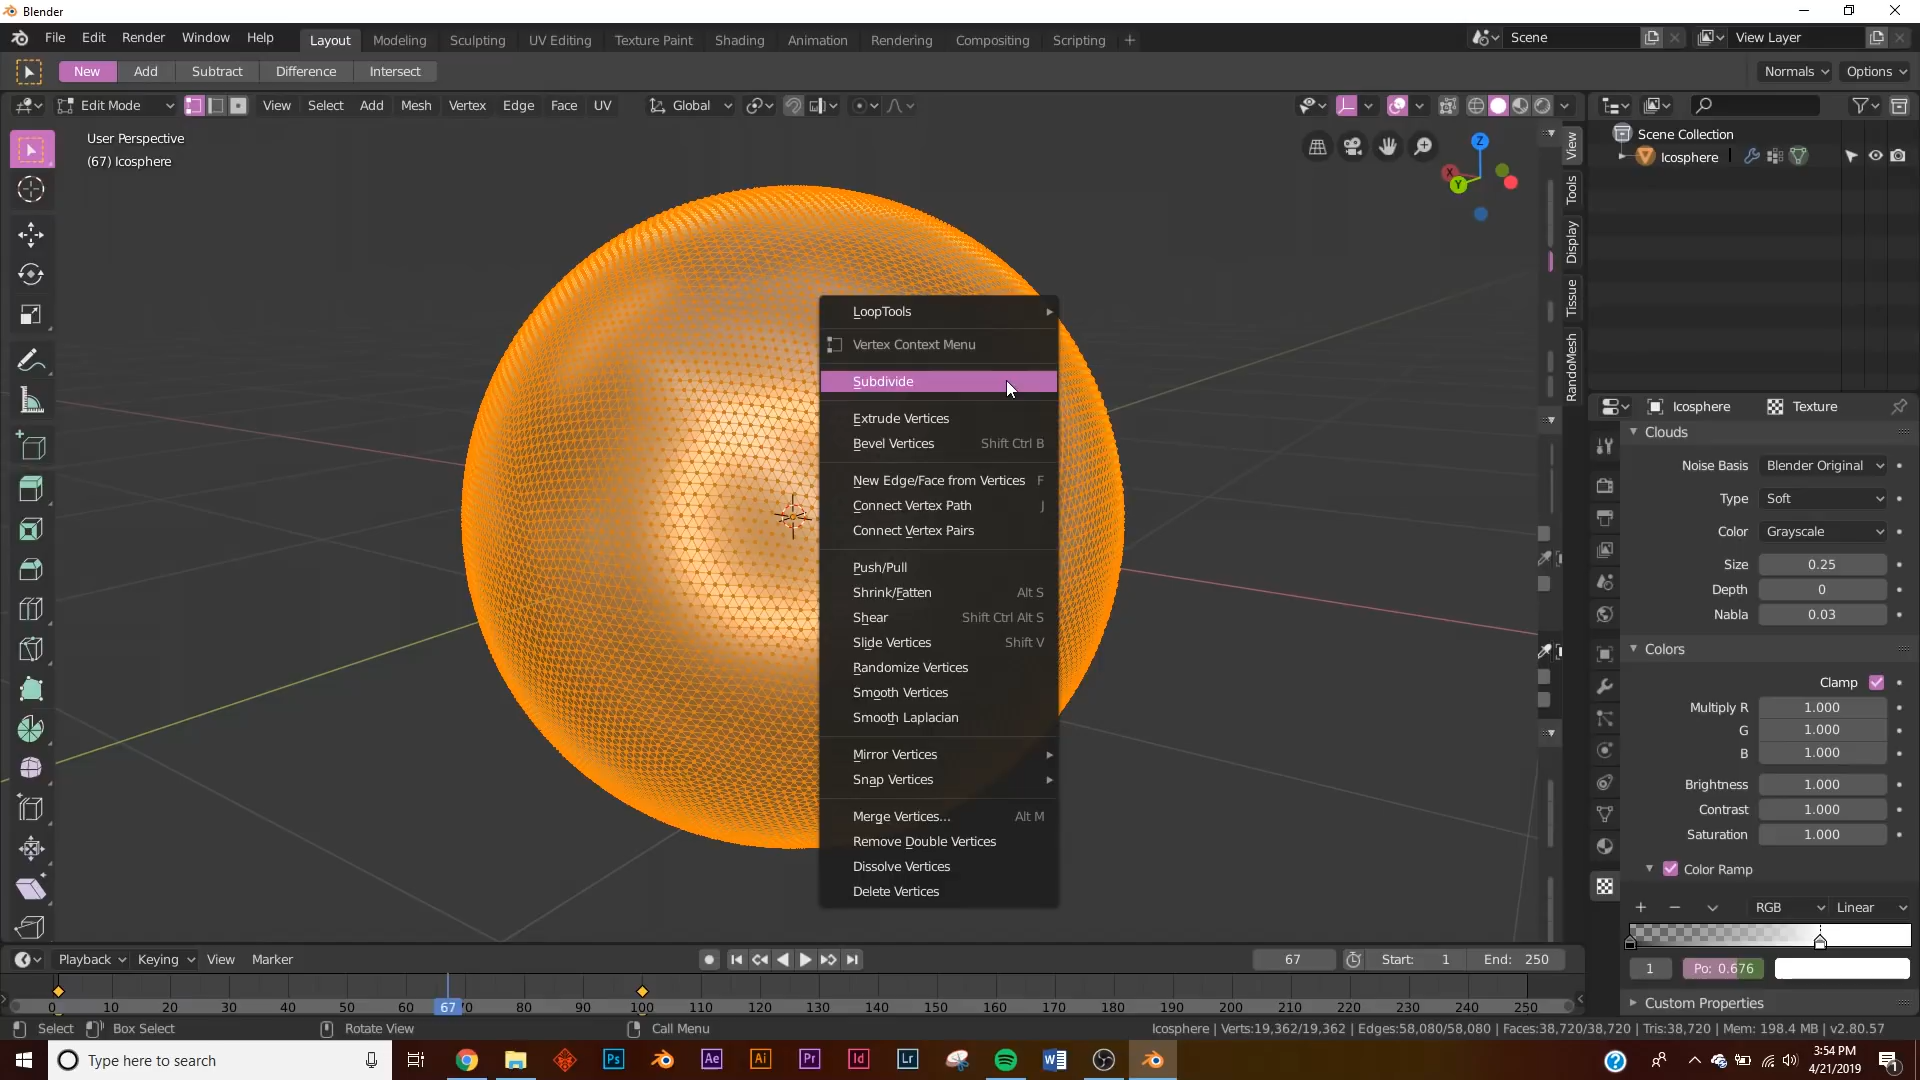 Blender
File Edit Render Window Help
Layout Modeling Sculpting UV Editing Texture Paint Shading Animation Rendering Compositing Scripting +
Scene
View Layer
New Add Subtract Difference Intersect
Normals Options
Edit Mode View Select Add Mesh Vertex Edge Face UV
Global
User Perspective
(67) Icosphere
Z
X
Y
View
Tools
Display
Tissue
RandoMesh
LoopTools
Vertex Context Menu
Subdivide
Extrude Vertices
Bevel Vertices Shift Ctrl B
New Edge/Face from Vertices F
Connect Vertex Path J
Connect Vertex Pairs
Push/Pull
Shrink/Fatten Alt S
Shear Shift Ctrl Alt S
Slide Vertices Shift V
Randomize Vertices
Smooth Vertices
Smooth Laplacian
Mirror Vertices
Snap Vertices
Merge Vertices... Alt M
Remove Double Vertices
Dissolve Vertices
Delete Vertices
Scene Collection
Icosphere
Icosphere Texture
Clouds
Noise Basis Blender Original
Type Soft
Color Grayscale
Size 0.25
Depth 0
Nabla 0.03
Colors
Clamp
Multiply R 1.000
G 1.000
B 1.000
Brightness 1.000
Contrast 1.000
Saturation 1.000
Color Ramp
+ − RGB Linear
1 Po: 0.676
Custom Properties
Playback Keying View Marker
67 Start: 1 End: 250
0 10 20 30 40 50 60 67 70 80 90 100 110 120 130 140 150 160 170 180 190 200 210 220 230 240 250
Select Box Select Rotate View Call Menu
Icosphere | Verts:19,362/19,362 | Edges:58,080/58,080 | Faces:38,720/38,720 | Tris:38,720 | Mem: 198.4 MB | v2.80.57
Type here to search
Ps Ae Ai Pr Id Lr
3:54 PM
4/21/2019
1